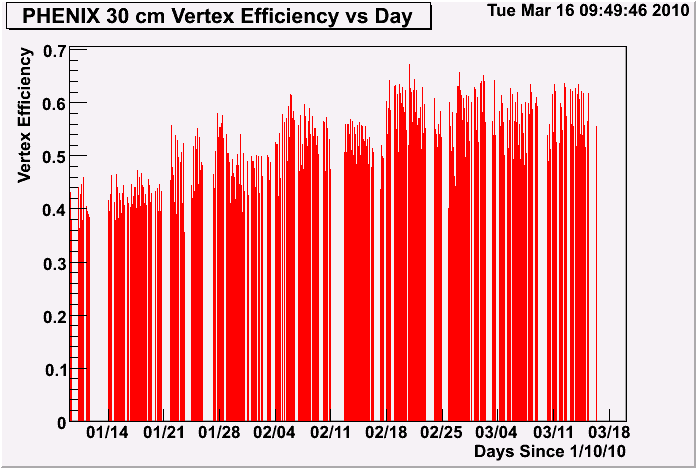 PHENIX 30 cm Vertex Efficiency vs Day
Tue Mar 16 09:49:46 2010
Vertex Efficiency
0.7
0.6
0.5
0.4
0.3
0.2
0.1
0
01/14 01/21 01/28 02/04 02/11 02/18 02/25 03/04 03/11 03/18
Days Since 1/10/10